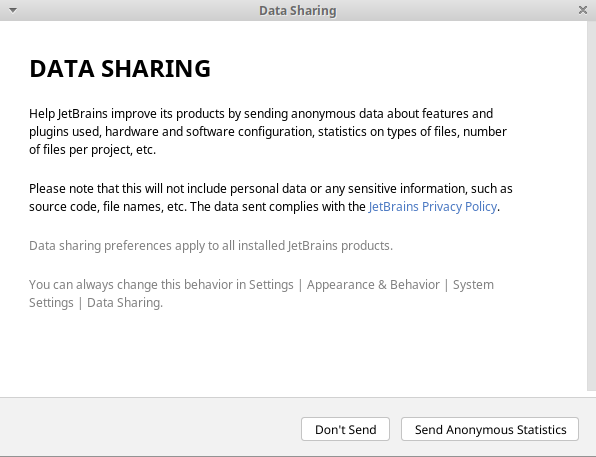 Data Sharing
DATA SHARING
Help JetBrains improve its products by sending anonymous data about features and
plugins used, hardware and software configuration, statistics on types of files, number
of files per project, etc.
Please note that this will not include personal data or any sensitive information, such as
source code, file names, etc. The data sent complies with the JetBrains Privacy Policy.
Data sharing preferences apply to all installed JetBrains products.
You can always change this behavior in Settings | Appearance & Behavior | System
Settings | Data Sharing.
Don't Send
Send Anonymous Statistics